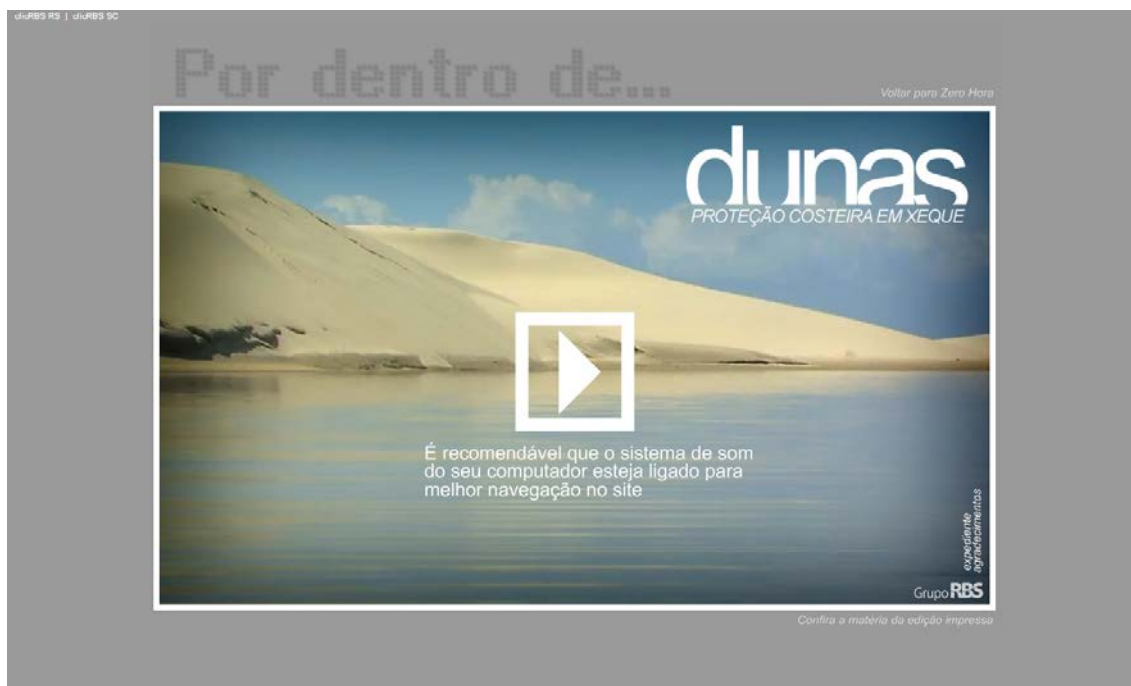 clicRBS RS | clicRBS SC
Por dentro de...
Voltar para Zero Hora
dunas
PROTEÇÃO COSTEIRA EM XEQUE
É recomendável que o sistema de som
do seu computador esteja ligado para
melhor navegação no site
expediente
agradecimentos
Grupo RBS
Confira a matéria da edição impressa